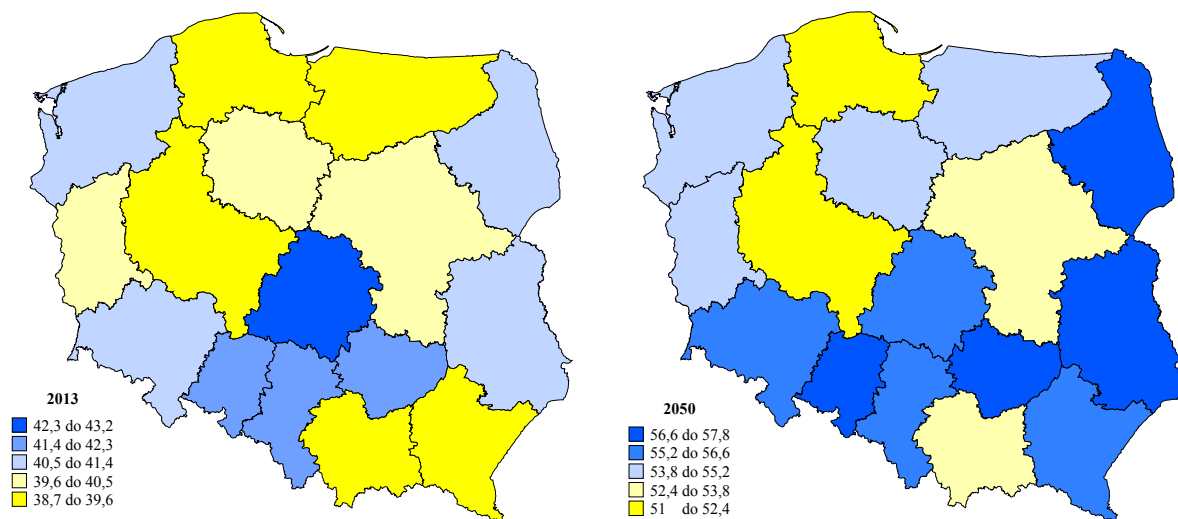 2013
42,3 do 43,2
41,4 do 42,3
40,5 do 41,4
39,6 do 40,5
38,7 do 39,6
2050
56,6 do 57,8
55,2 do 56,6
53,8 do 55,2
52,4 do 53,8
51 do 52,4